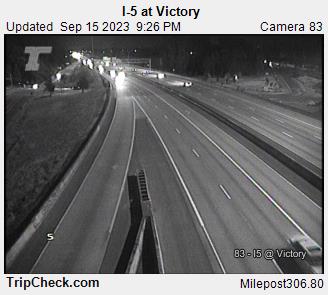 I-5 at Victory
Updated Sep 15 2023 9:26 PM Camera 83
T
S
83 - I5 @ Victory
TripCheck.com Milepost306.80